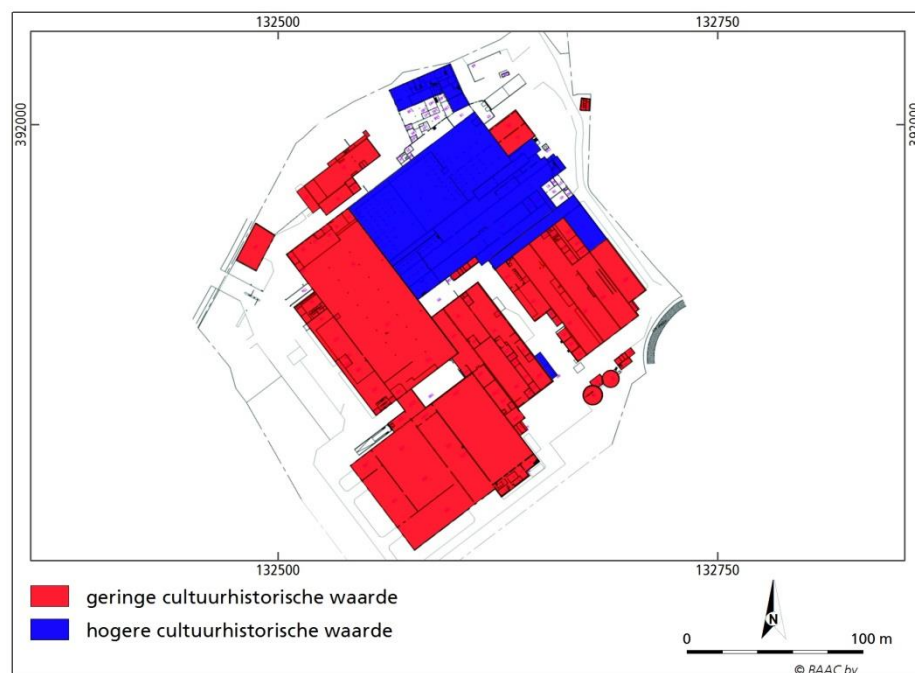 132500
132750
392000
392000
132500
132750
geringe cultuurhistorische waarde
hogere cultuurhistorische waarde
N
0
100 m
© BAAC bv